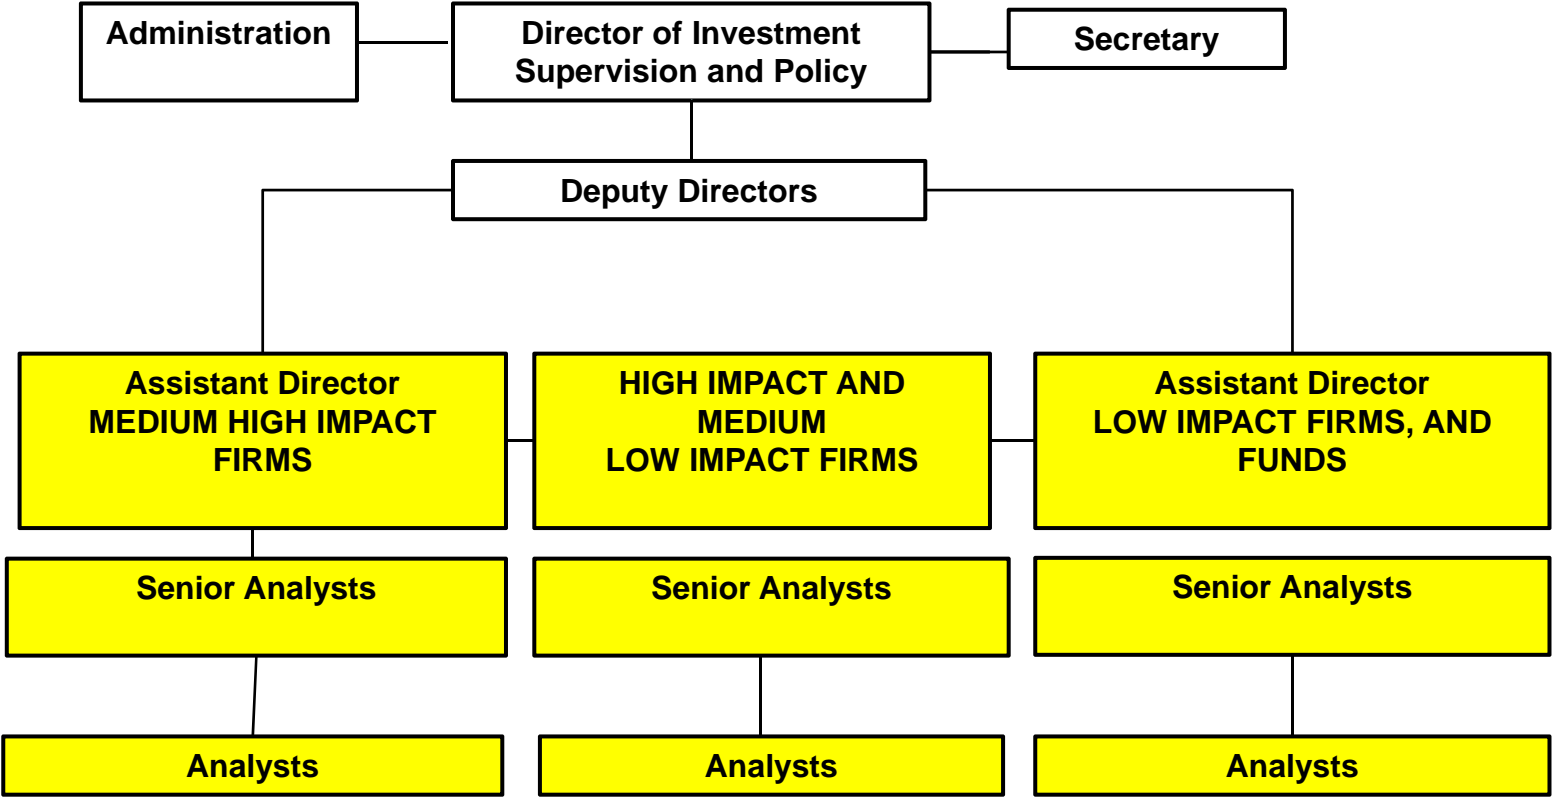 Administration
Director of Investment
Supervision and Policy
Secretary
Deputy Directors
Assistant Director
MEDIUM HIGH IMPACT
FIRMS
HIGH IMPACT AND
MEDIUM
LOW IMPACT FIRMS
Assistant Director
LOW IMPACT FIRMS, AND
FUNDS
Senior Analysts
Senior Analysts
Senior Analysts
Analysts
Analysts
Analysts